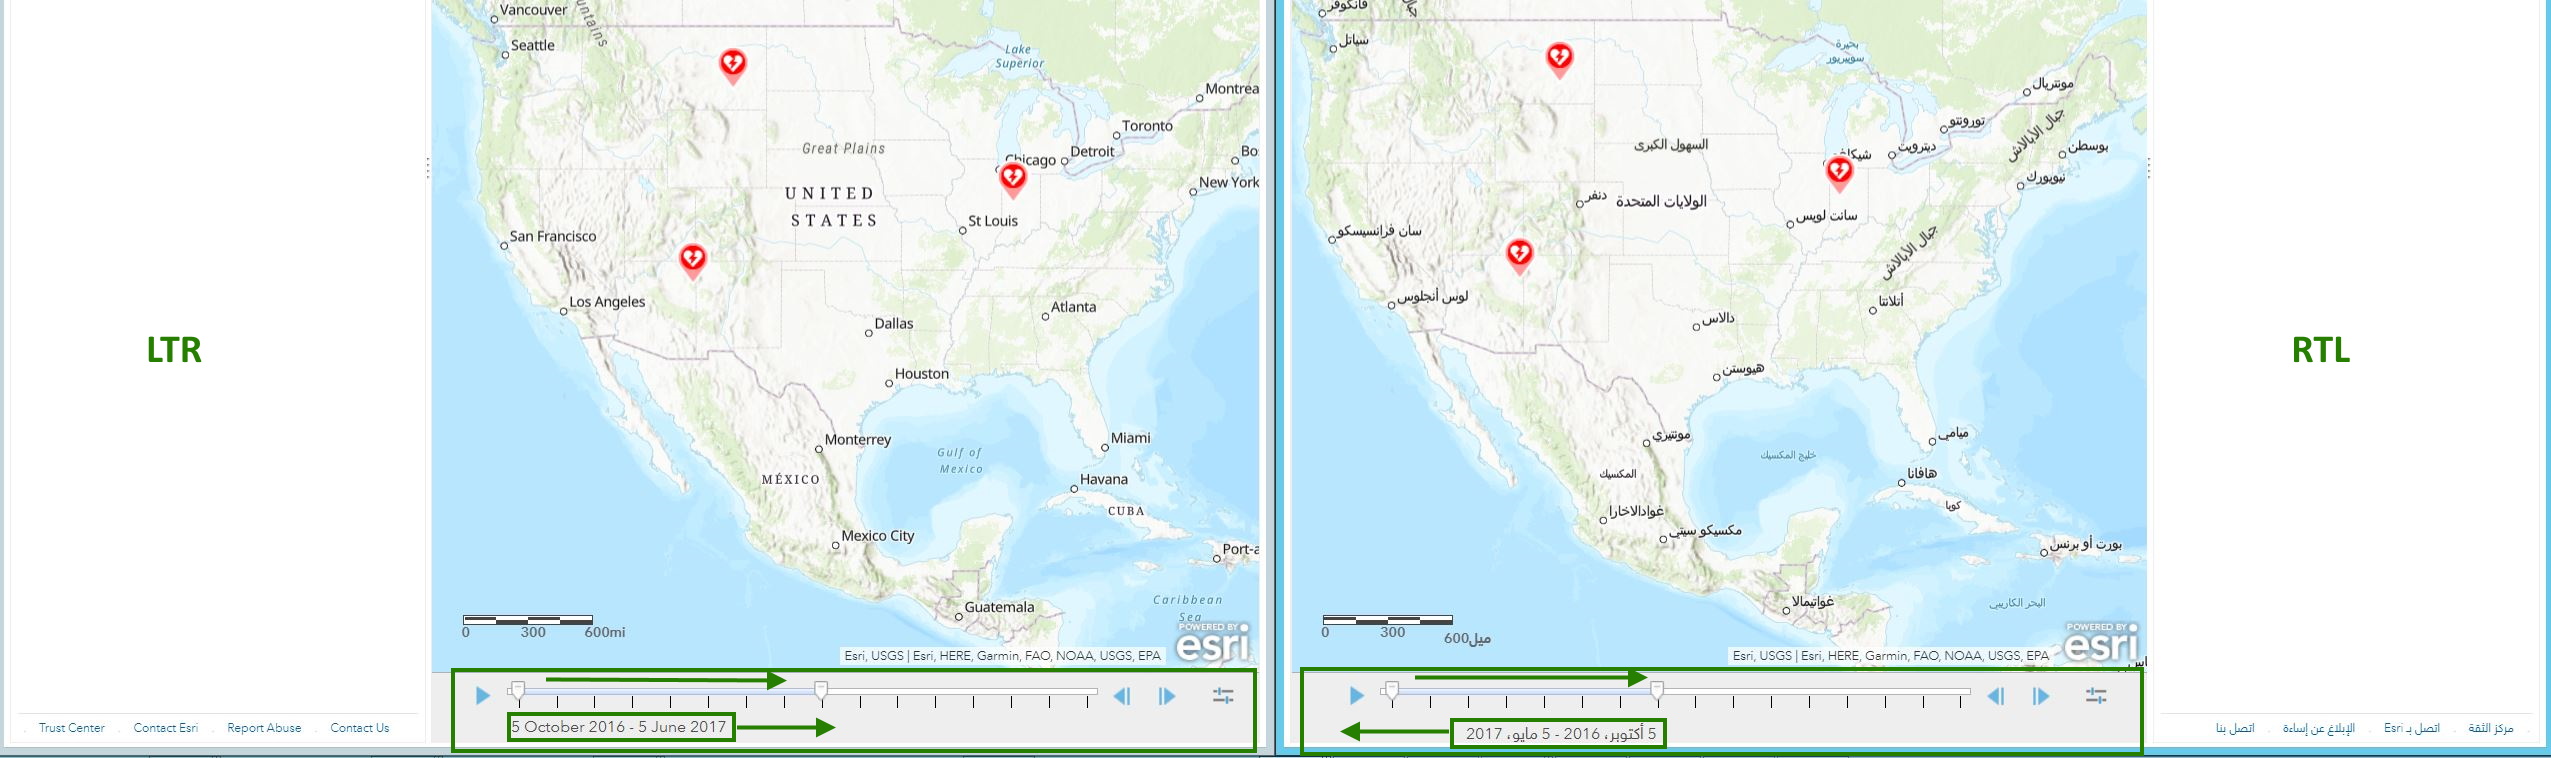 LTR
Vancouver
Seattle
Lake
Superior
Montrea
Toronto
Great Plains
Chicago
Detroit
Bo
New York
UNITED
STATES
St Louis
San Francisco
Los Angeles
Atlanta
Dallas
Houston
Monterrey
Miami
Gulf of
Mexico
MÉXICO
Havana
CUBA
Mexico City
Port-a
Guatemala
Caribbean
Sea
0 300 600mi
POWERED BY
esri
Esri, USGS | Esri, HERE, Garmin, FAO, NOAA, USGS, EPA
5 October 2016 - 5 June 2017
. Trust Center . Contact Esri . Report Abuse . Contact Us
RTL
فانكوفر
جبال
سياتل
بحيرة
سوبيريور
مونتريال
تورونتو
جبال الأبالاش
السهول الكبرى
ديترويت
بوسطن
نيويورك
دنفر
الولايات المتحدة
سانت لويس
سان فرانسيسكو
جبال الأبالاش
لوس أنجلوس
أتلانتا
دالاس
هيوستن
مونتيري
ميامي
خليج المكسيك
المكسيك
هافانا
كوبا
غوادالاخارا
مكسيكو سيتي
بورت أو برنس
غواتيمالا
البحر الكاريبي
0 300 600ميل
POWERED BY
esri
Esri, USGS | Esri, HERE, Garmin, FAO, NOAA, USGS, EPA
5 أكتوبر، 2016 - 5 مايو، 2017
. مركز الثقة . اتصل بـ Esri . الإبلاغ عن إساءة . اتصل بنا